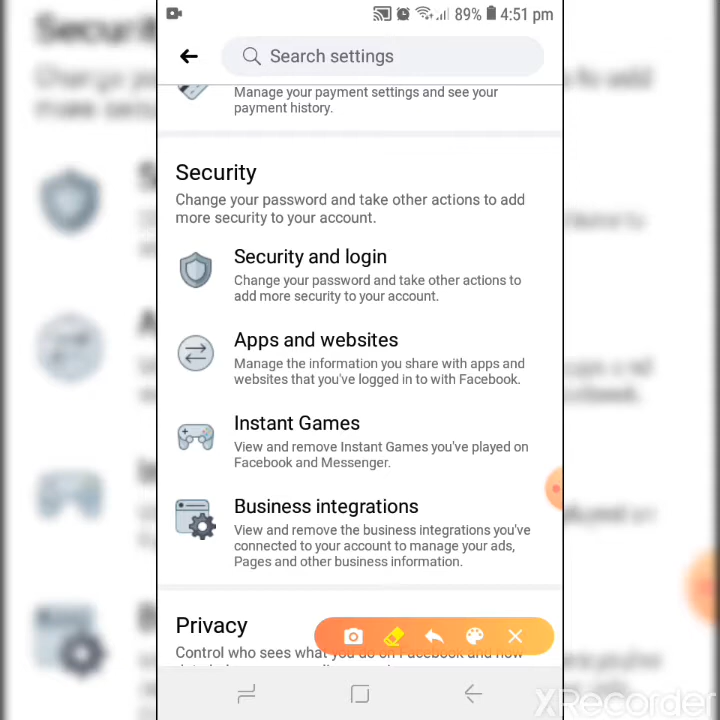 89% 4:51 pm
Search settings
Manage your payment settings and see your
payment history.
Security
Change your password and take other actions to add
more security to your account.
Security and login
Change your password and take other actions to
add more security to your account.
Apps and websites
Manage the information you share with apps and
websites that you've logged in to with Facebook.
Instant Games
View and remove Instant Games you've played on
Facebook and Messenger.
Business integrations
View and remove the business integrations you've
connected to your account to manage your ads,
Pages and other business information.
Privacy
Control who sees what you do on Facebook and how
XRecorder